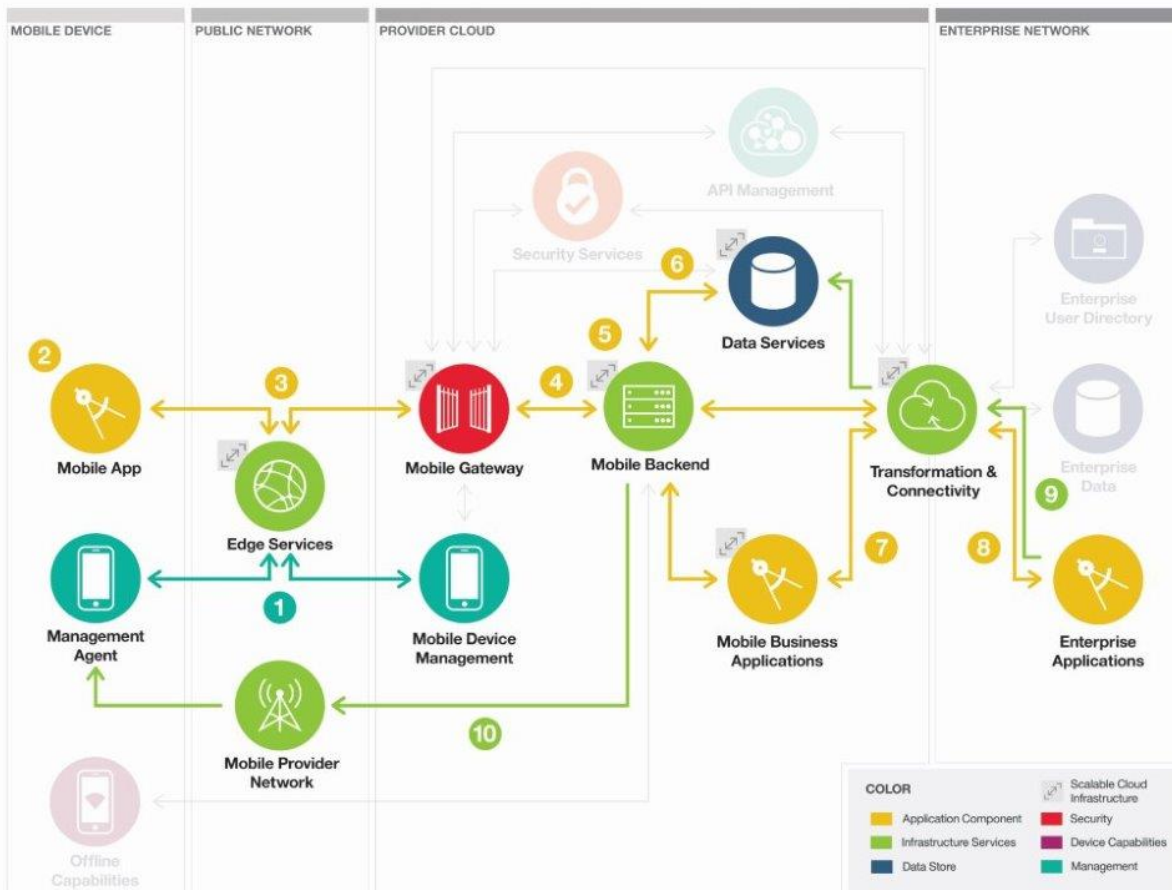 MOBILE DEVICE
PUBLIC NETWORK
PROVIDER CLOUD
ENTERPRISE NETWORK
API Management
Security Services
6
Enterprise
User Directory
5
Data Services
2
3
4
Mobile App
Mobile Gateway
Mobile Backend
Transformation &
Connectivity
Enterprise
Data
9
Edge Services
7
8
1
Management
Agent
Mobile Device
Management
Mobile Business
Applications
Enterprise
Applications
10
Mobile Provider
Network
Offline
Capabilities
COLOR
Application Component
Infrastructure Services
Data Store
Scalable Cloud
Infrastructure
Security
Device Capabilities
Management